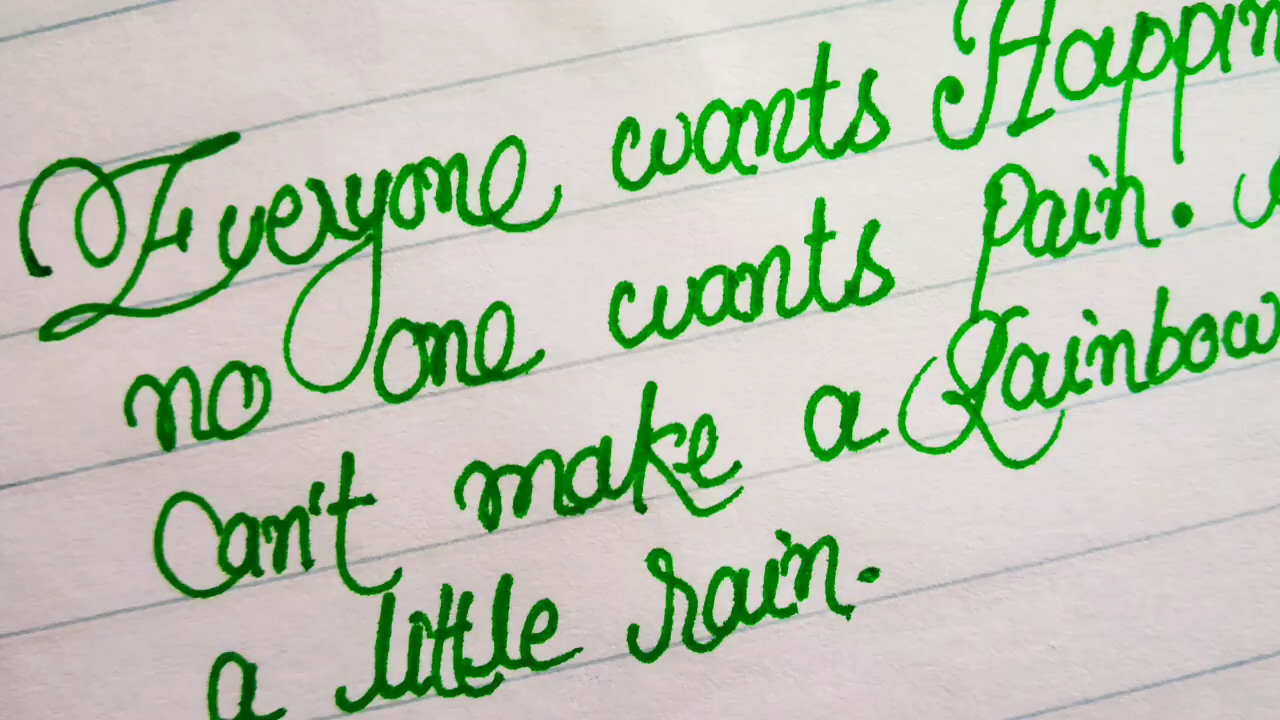 Everyone wants Happin
no one wants pain.
Can't make a Rainbow
a little rain.